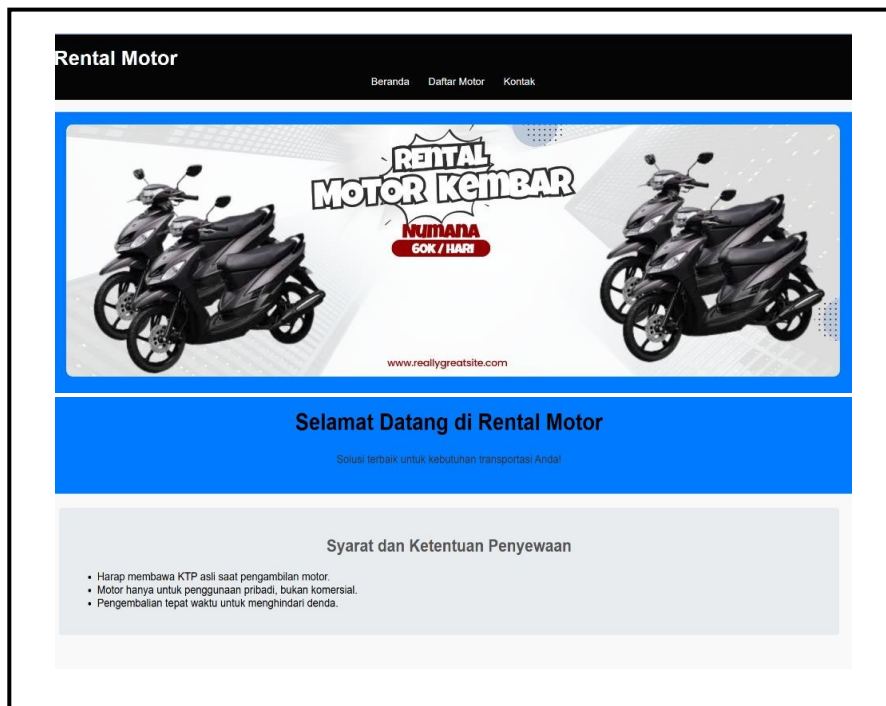 Rental Motor
Beranda Daftar Motor Kontak
RENTAL
MOTOR KEMBAR
NUMANA
60K / HARI
www.reallygreatsite.com
Selamat Datang di Rental Motor
Solusi terbaik untuk kebutuhan transportasi Anda!
Syarat dan Ketentuan Penyewaan
Harap membawa KTP asli saat pengambilan motor.
Motor hanya untuk penggunaan pribadi, bukan komersial.
Pengembalian tepat waktu untuk menghindari denda.